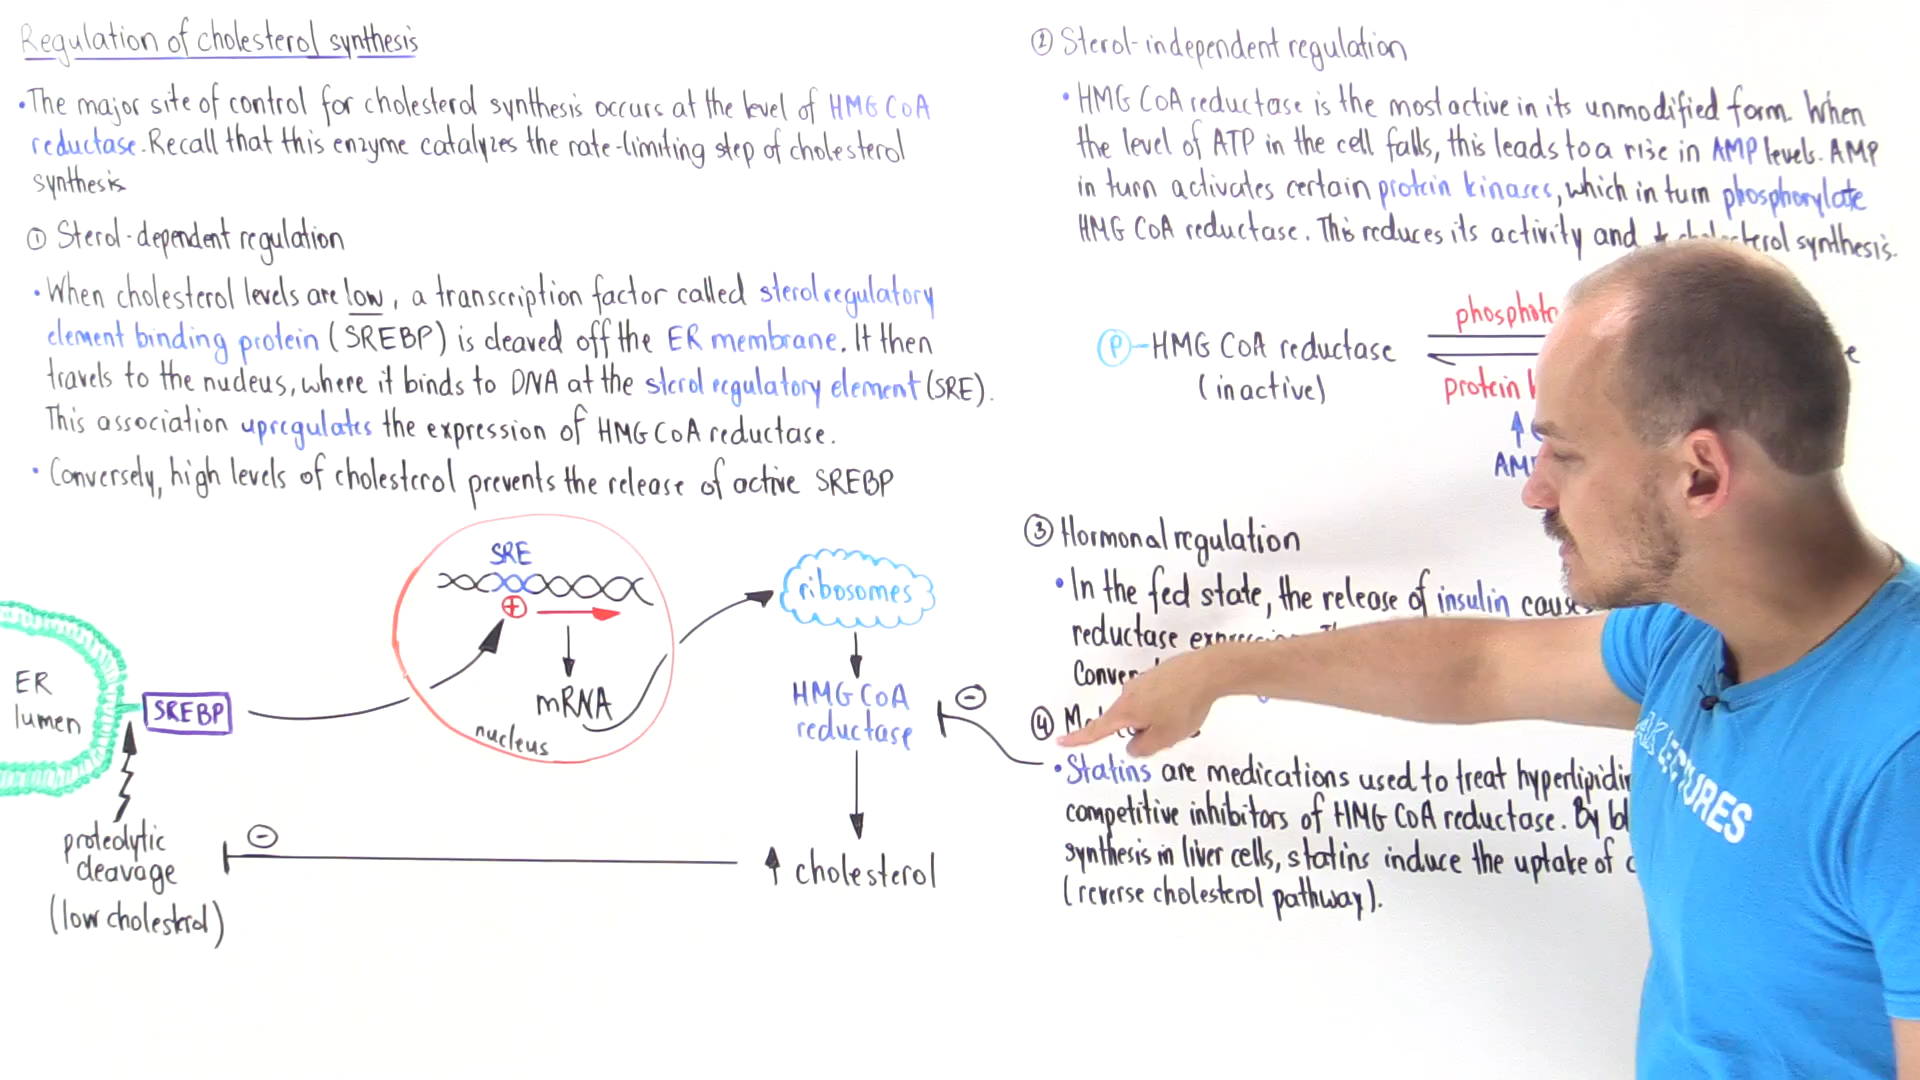 Regulation of cholesterol synthesis
• The major site of control for cholesterol synthesis occurs at the level of HMG CoA
reductase. Recall that this enzyme catalyzes the rate-limiting step of cholesterol
synthesis
① Sterol-dependent regulation
• When cholesterol levels are low, a transcription factor called sterol regulatory
element binding protein (SREBP) is cleaved off the ER membrane. It then
travels to the nucleus, where it binds to DNA at the sterol regulatory element (SRE).
This association upregulates the expression of HMG CoA reductase.
• Conversely, high levels of cholesterol prevents the release of active SREBP
SRE
+
mRNA
nucleus
ribosomes
HMG CoA
reductase
−
ER
lumen
SREBP
proteolytic
cleavage
(low cholesterol)
−
↑ cholesterol
② Sterol-independent regulation
• HMG CoA reductase is the most active in its unmodified form. When
the level of ATP in the cell falls, this leads to a rise in AMP levels. AMP
in turn activates certain protein kinases, which in turn phosphorylate
HMG CoA reductase. This reduces its activity and synthesis.
P-HMG CoA reductase
(inactive)
protein
③ Hormonal regulation
• In the fed state, the release of insulin
reductase
④
• Statins are medications used to treat
competitive inhibitors of HMG CoA reductase. By
synthesis in liver cells, statins induce the uptake of
(reverse cholesterol pathway).
LECTURES